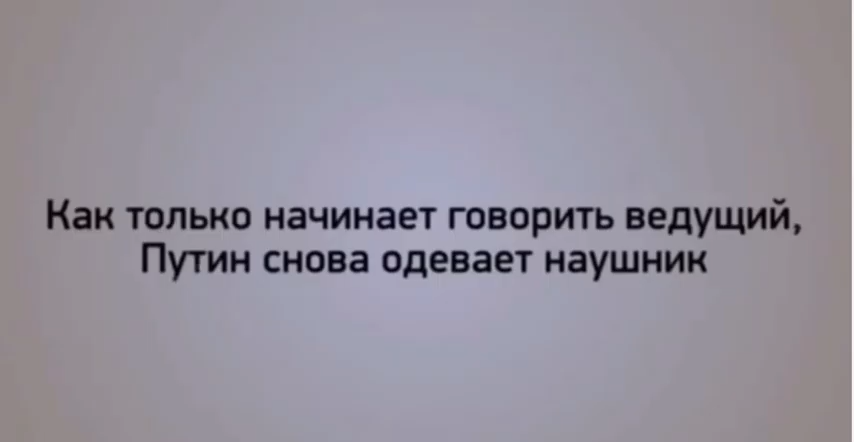 Как только начинает говорить ведущий,
Путин снова одевает наушник